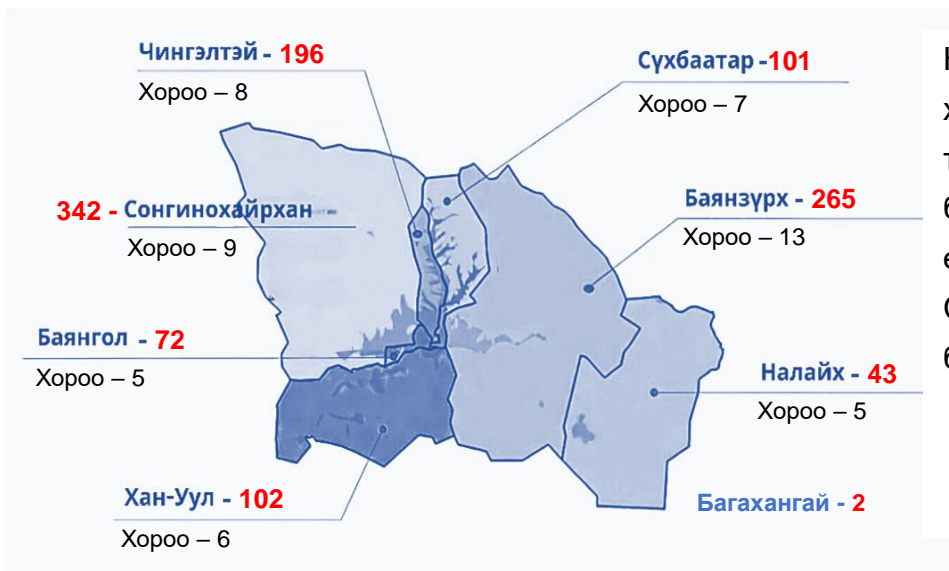 Чингэлтэй - 196
Хороо – 8
Сүхбаатар -101
Хороо – 7
342 - Сонгинохайрхан
Хороо – 9
Баянзүрх - 265
Хороо – 13
Баянгол - 72
Хороо – 5
Налайх - 43
Хороо – 5
Хан-Уул - 102
Хороо – 6
Багахангай - 2